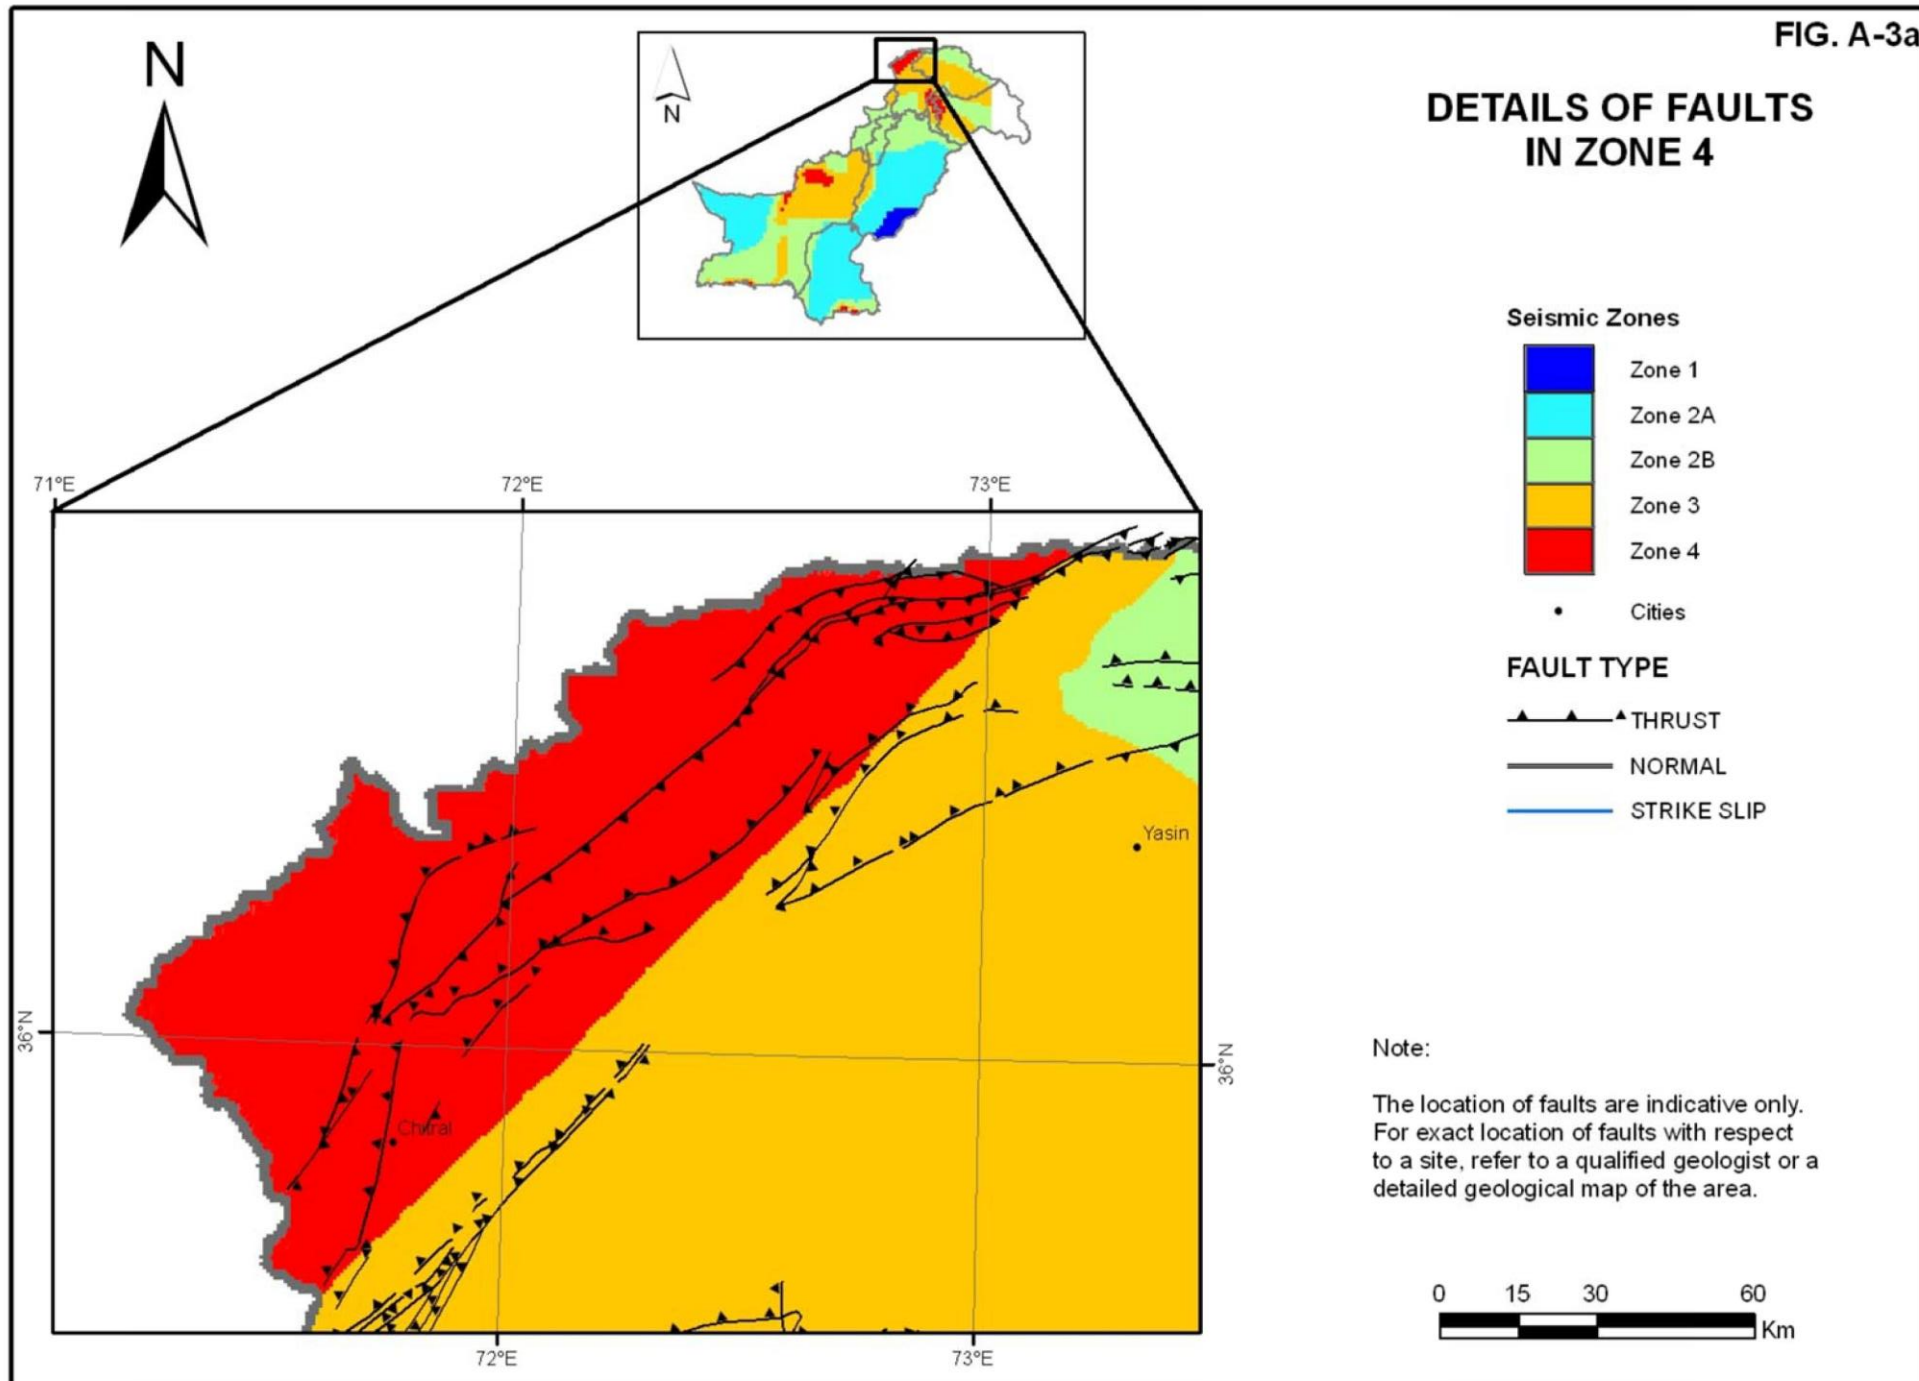 FIG. A-3a
N
N
DETAILS OF FAULTS
IN ZONE 4
Seismic Zones
Zone 1
Zone 2A
Zone 2B
Zone 3
Zone 4
Cities
FAULT TYPE
THRUST
NORMAL
STRIKE SLIP
71°E
72°E
73°E
Yasin
36°N
36°N
Chitral
72°E
73°E
Note:
The location of faults are indicative only.
For exact location of faults with respect
to a site, refer to a qualified geologist or a
detailed geological map of the area.
0 15 30 60
Km